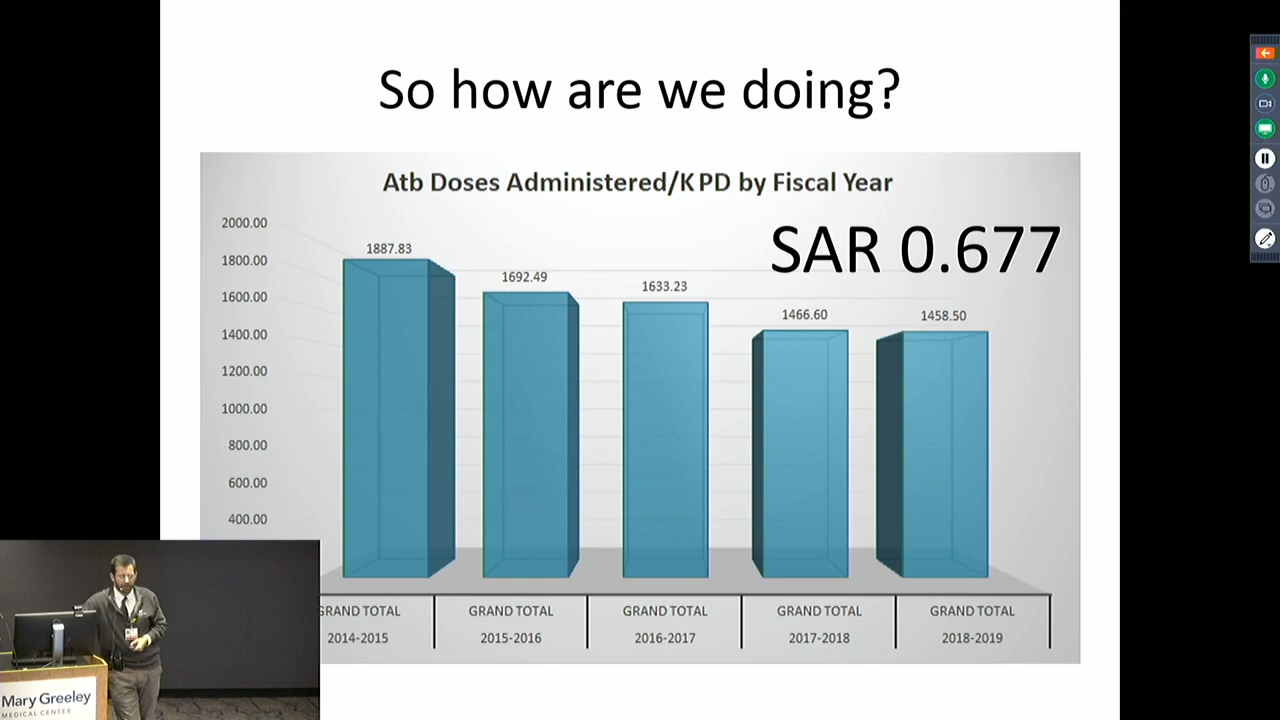 So how are we doing?
Atb Doses Administered/K PD by Fiscal Year
SAR 0.677
2000.00
1800.00
1600.00
1400.00
1200.00
1000.00
800.00
600.00
400.00
1887.83
1692.49
1633.23
1466.60
1458.50
GRAND TOTAL
GRAND TOTAL
GRAND TOTAL
GRAND TOTAL
GRAND TOTAL
2014-2015
2015-2016
2016-2017
2017-2018
2018-2019
Mary Greeley
MEDICAL CENTER